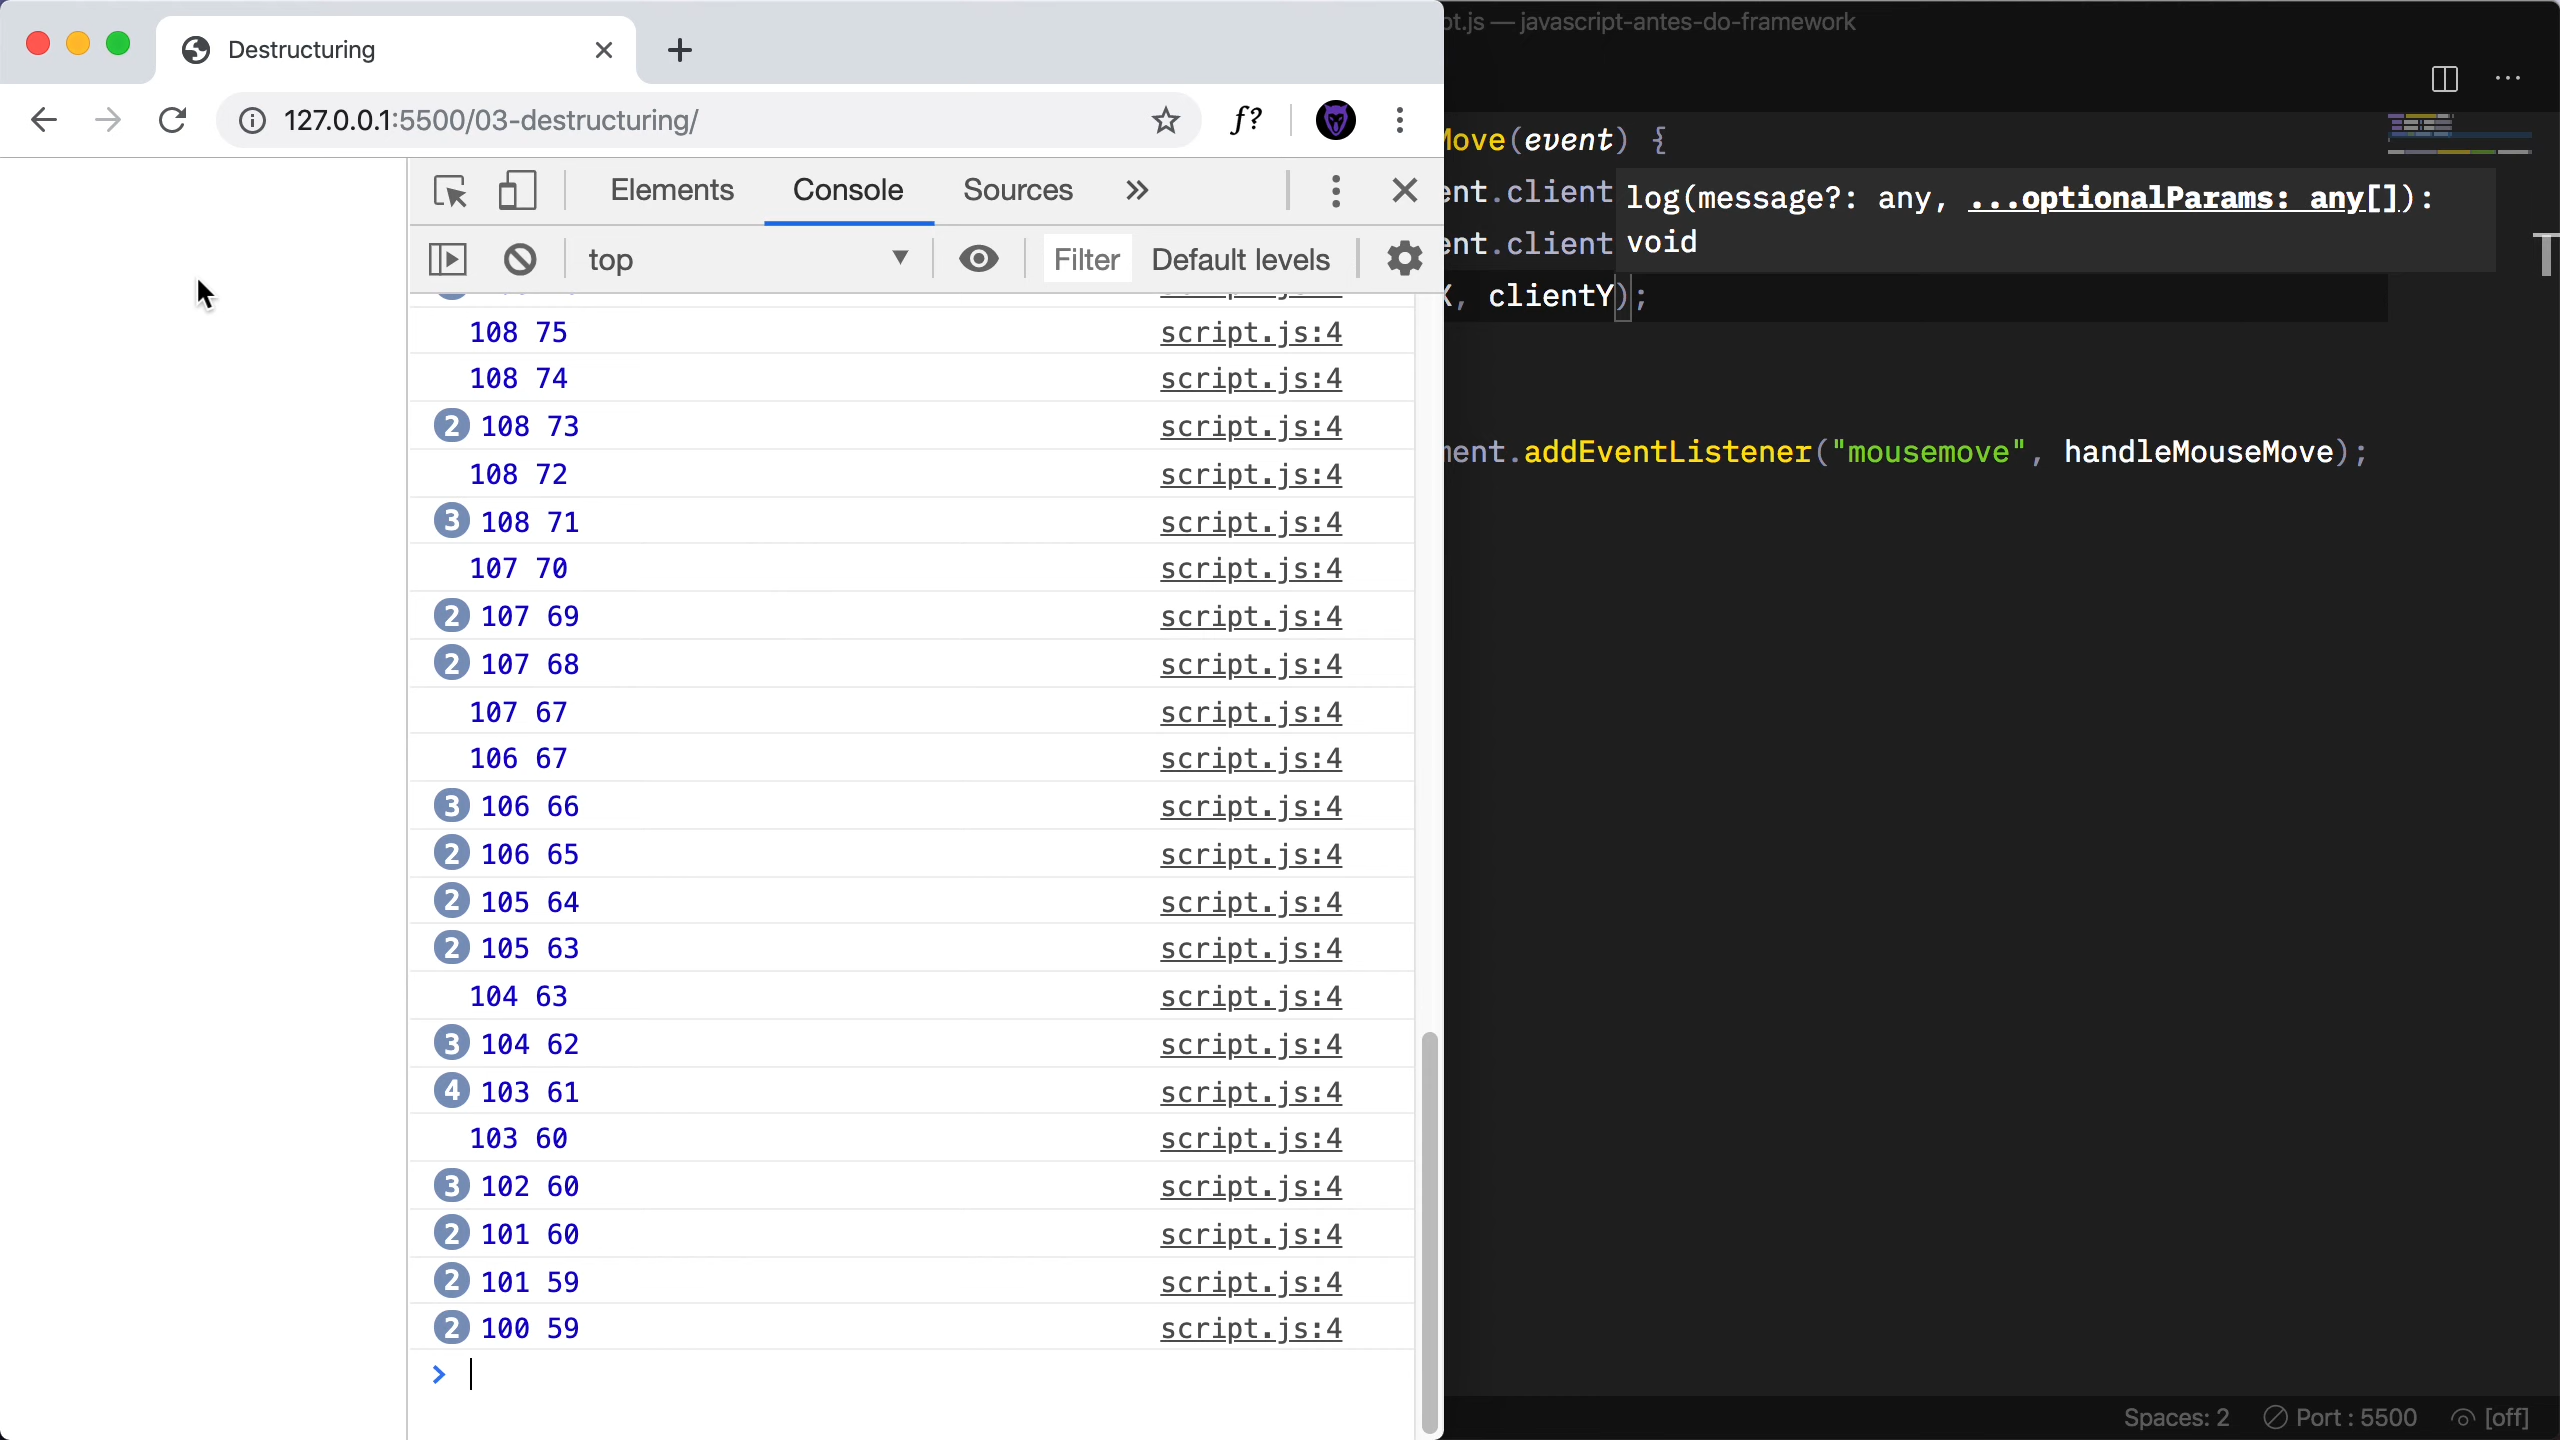 Destructuring
127.0.0.1:5500/03-destructuring/
f?
Elements Console Sources »
top Filter Default levels
108 75 script.js:4
108 74 script.js:4
2 108 73 script.js:4
108 72 script.js:4
3 108 71 script.js:4
107 70 script.js:4
2 107 69 script.js:4
2 107 68 script.js:4
107 67 script.js:4
106 67 script.js:4
3 106 66 script.js:4
2 106 65 script.js:4
2 105 64 script.js:4
2 105 63 script.js:4
104 63 script.js:4
3 104 62 script.js:4
4 103 61 script.js:4
103 60 script.js:4
3 102 60 script.js:4
2 101 60 script.js:4
2 101 59 script.js:4
2 100 59 script.js:4
>
pt.js — javascript-antes-do-framework
Move(event) {
ent.client
log(message?: any, ...optionalParams: any[]):
ent.client
void
X, clientY);
ment.addEventListener("mousemove", handleMouseMove);
Spaces: 2 Port : 5500 [off]